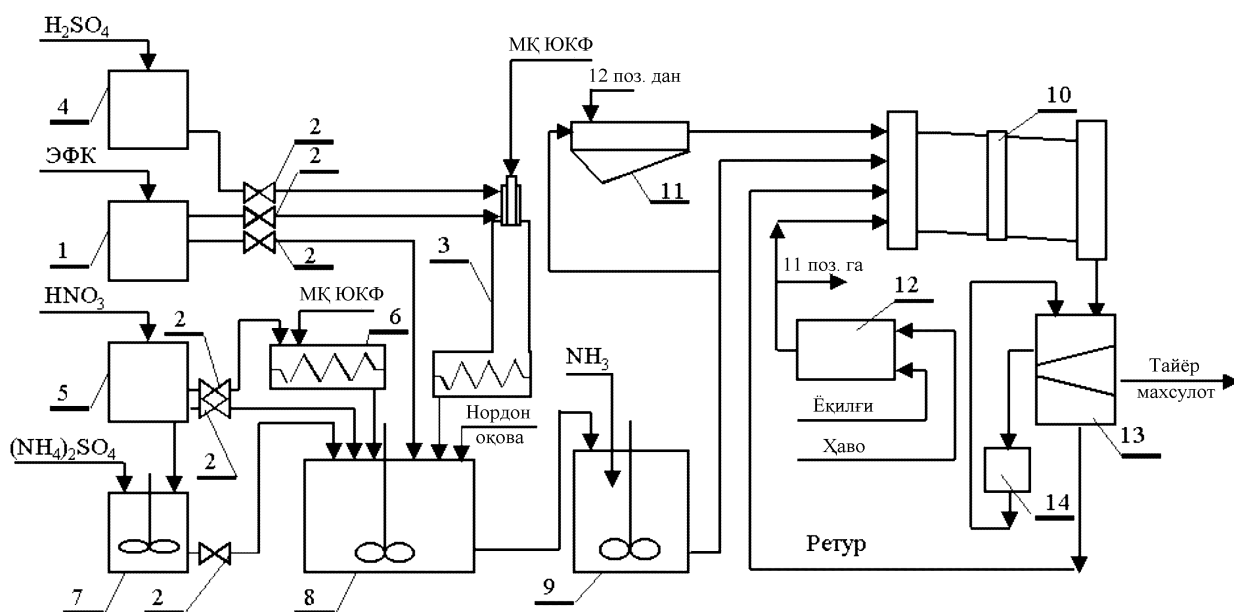 H₂SO₄
МҚ ЮКФ
12 поз. дан
10
4
2
2
ЭФК
11
1
2
3
11 поз. га
HNO₃
МҚ ЮКФ
12
2
6
NH₃
5
Тайёр
махсулот
Ёқилғи
Нордон
оқова
(NH₄)₂SO₄
2
Ҳаво
13
14
Ретур
7
2
8
9